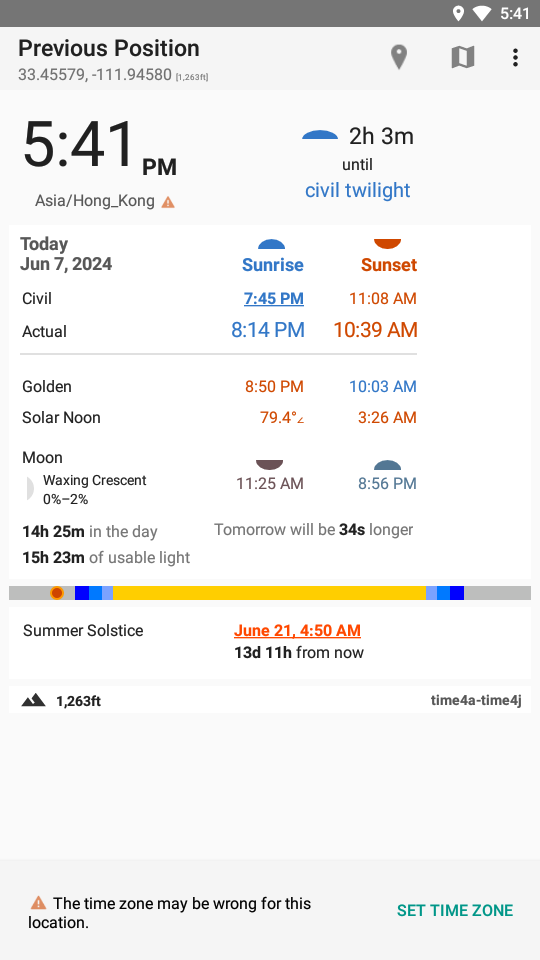 5:41
Previous Position
33.45579, -111.94580 [1,263ft]
5:41 PM
2h 3m
until
civil twilight
Asia/Hong_Kong
Today
Jun 7, 2024
Sunrise
Sunset
Civil
7:45 PM
11:08 AM
Actual
8:14 PM
10:39 AM
Golden
8:50 PM
10:03 AM
Solar Noon
79.4°∠
3:26 AM
Moon
Waxing Crescent
0%–2%
11:25 AM
8:56 PM
14h 25m in the day
Tomorrow will be 34s longer
15h 23m of usable light
Summer Solstice
June 21, 4:50 AM
13d 11h from now
1,263ft
time4a-time4j
The time zone may be wrong for this
location.
SET TIME ZONE